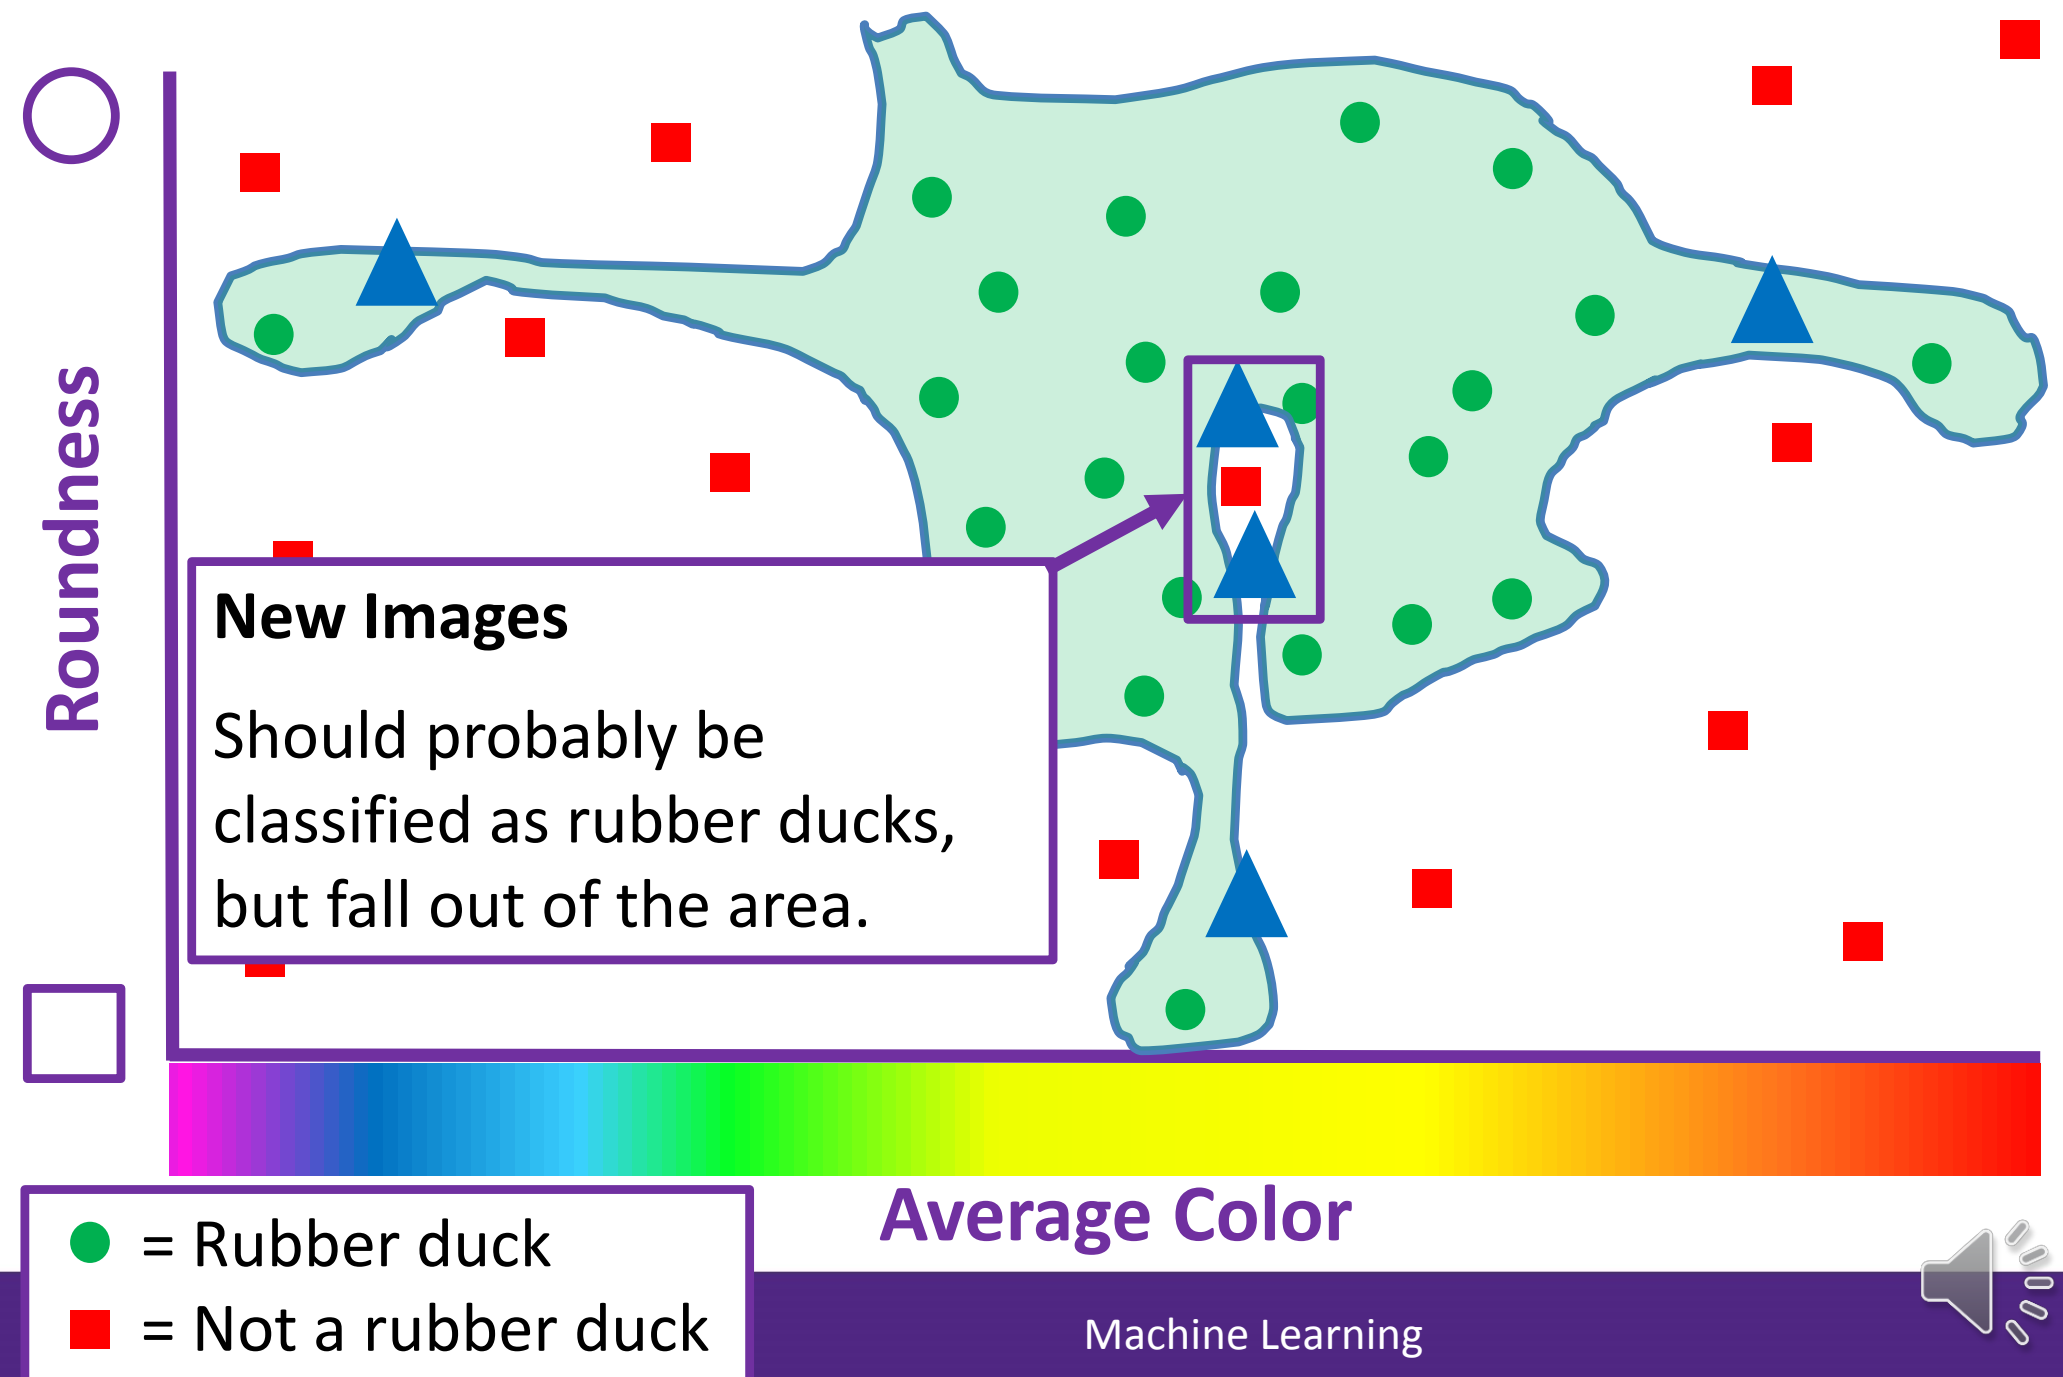 Roundness
New Images
Should probably be
classified as rubber ducks,
but fall out of the area.
Average Color
= Rubber duck
= Not a rubber duck
Machine Learning